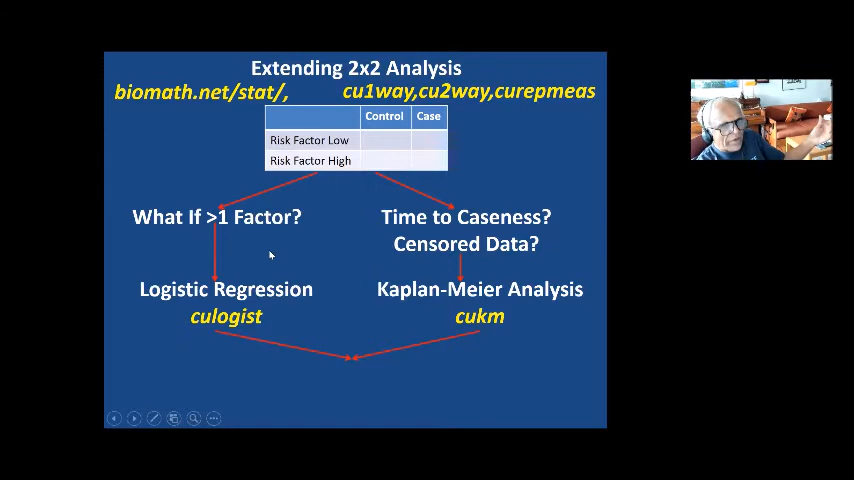 Extending 2x2 Analysis
biomath.net/stat/, cu1way,cu2way,curepmeas
Control Case
Risk Factor Low
Risk Factor High
What If >1 Factor?
Time to Caseness?
Censored Data?
Logistic Regression
culogist
Kaplan-Meier Analysis
cukm